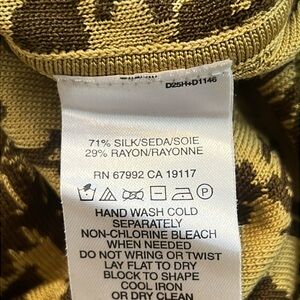 D25H+D1146
71% SILK/SEDA/SOIE
29% RAYON/RAYONNE
RN 67992 CA 19117
HAND WASH COLD
SEPARATELY
NON-CHLORINE BLEACH
WHEN NEEDED
DO NOT WRING OR TWIST
LAY FLAT TO DRY
BLOCK TO SHAPE
COOL IRON
OR DRY CLEAN